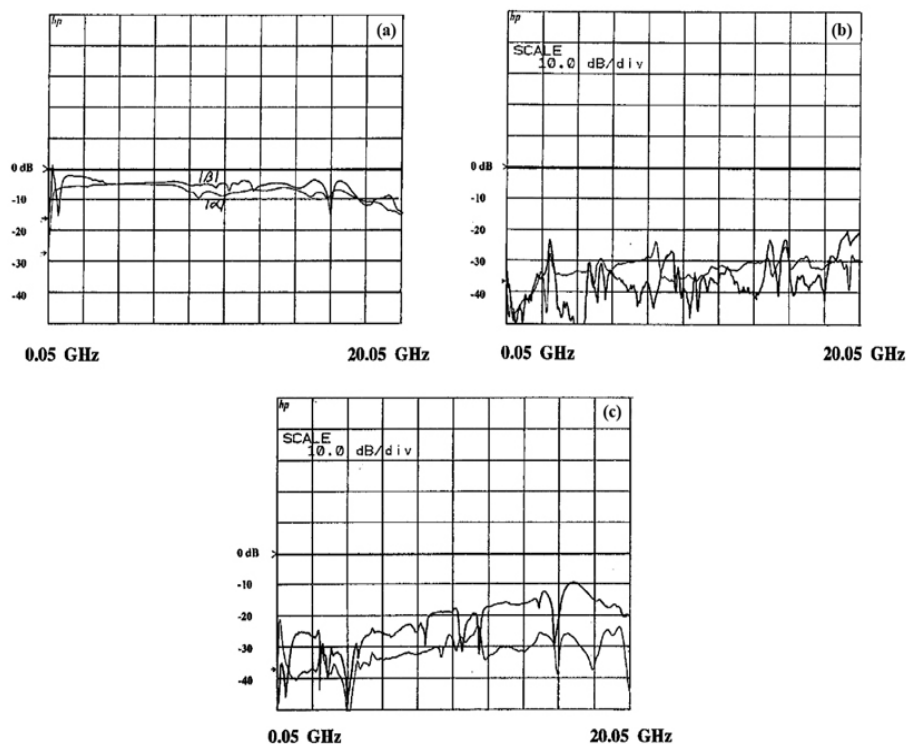 hp
(a)
|β|
|α|
0 dB
-10
-20
-30
-40
0.05 GHz
20.05 GHz
(b)
SCALE
10.0 dB/div
0 dB
-10
-20
-30
-40
0.05 GHz
20.05 GHz
hp
(c)
SCALE
10.0 dB/div
0 dB
-10
-20
-30
-40
0.05 GHz
20.05 GHz